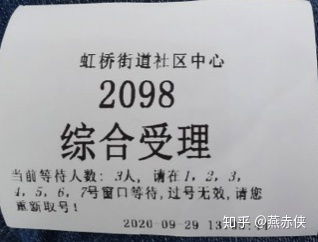 虹桥街道社区中心
2098
综合受理
当前等待人数: 3人, 请在1, 2, 3,
4, 5, 6, 7号窗口等待, 过号无效, 请您
重新取号!
2020-09-29 13
知乎 @燕赤侠